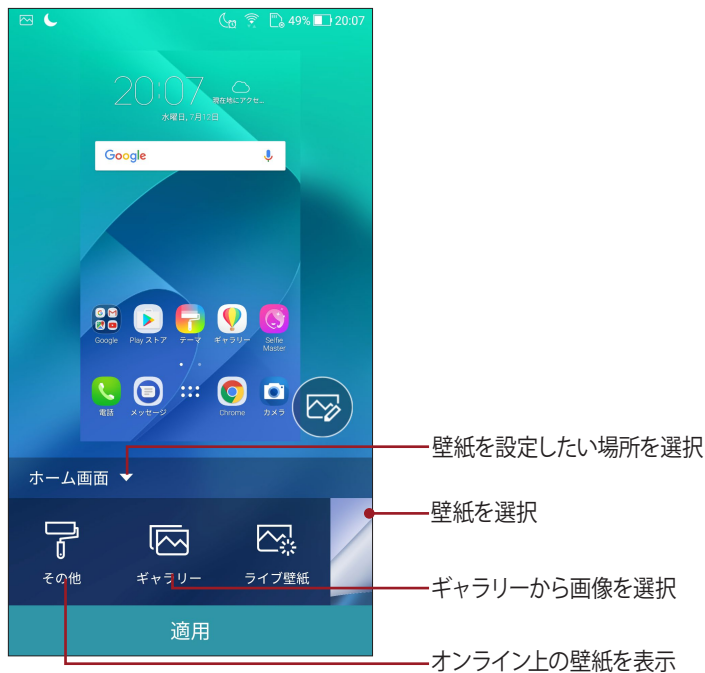 49% 20:07
20:07
現在地にアクセ...
水曜日, 7月12日
Google
Google Play ストア テーマ ギャラリー Selfie Master
電話 メッセージ Chrome カメラ
壁紙を設定したい場所を選択
ホーム画面
壁紙を選択
その他 ギャラリー ライブ壁紙
ギャラリーから画像を選択
適用
オンライン上の壁紙を表示